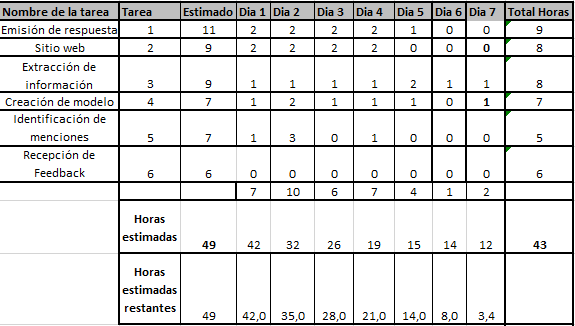 Nombre de la tarea Tarea Estimado Dia 1 Dia 2 Dia 3 Dia 4 Dia 5 Dia 6 Dia 7 Total Horas
Emisión de respuesta 1 11 2 2 2 2 1 0 0 9
Sitio web 2 9 2 2 2 2 0 0 0 8
Extracción de
información 3 9 1 1 1 1 2 1 1 8
Creación de modelo 4 7 1 2 1 1 1 0 1 7
Identificación de
menciones 5 7 1 3 0 1 0 0 0 5
Recepción de
Feedback 6 6 0 0 0 0 0 0 0 6
7 10 6 7 4 1 2
Horas
estimadas 49 42 32 26 19 15 14 12 43
Horas
estimadas
restantes 49 42,0 35,0 28,0 21,0 14,0 8,0 3,4